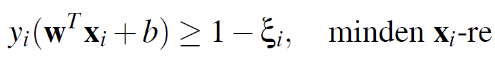 yᵢ(𝐰ᵀ𝐱ᵢ + b) ≥ 1 − ξᵢ, minden 𝐱ᵢ-re